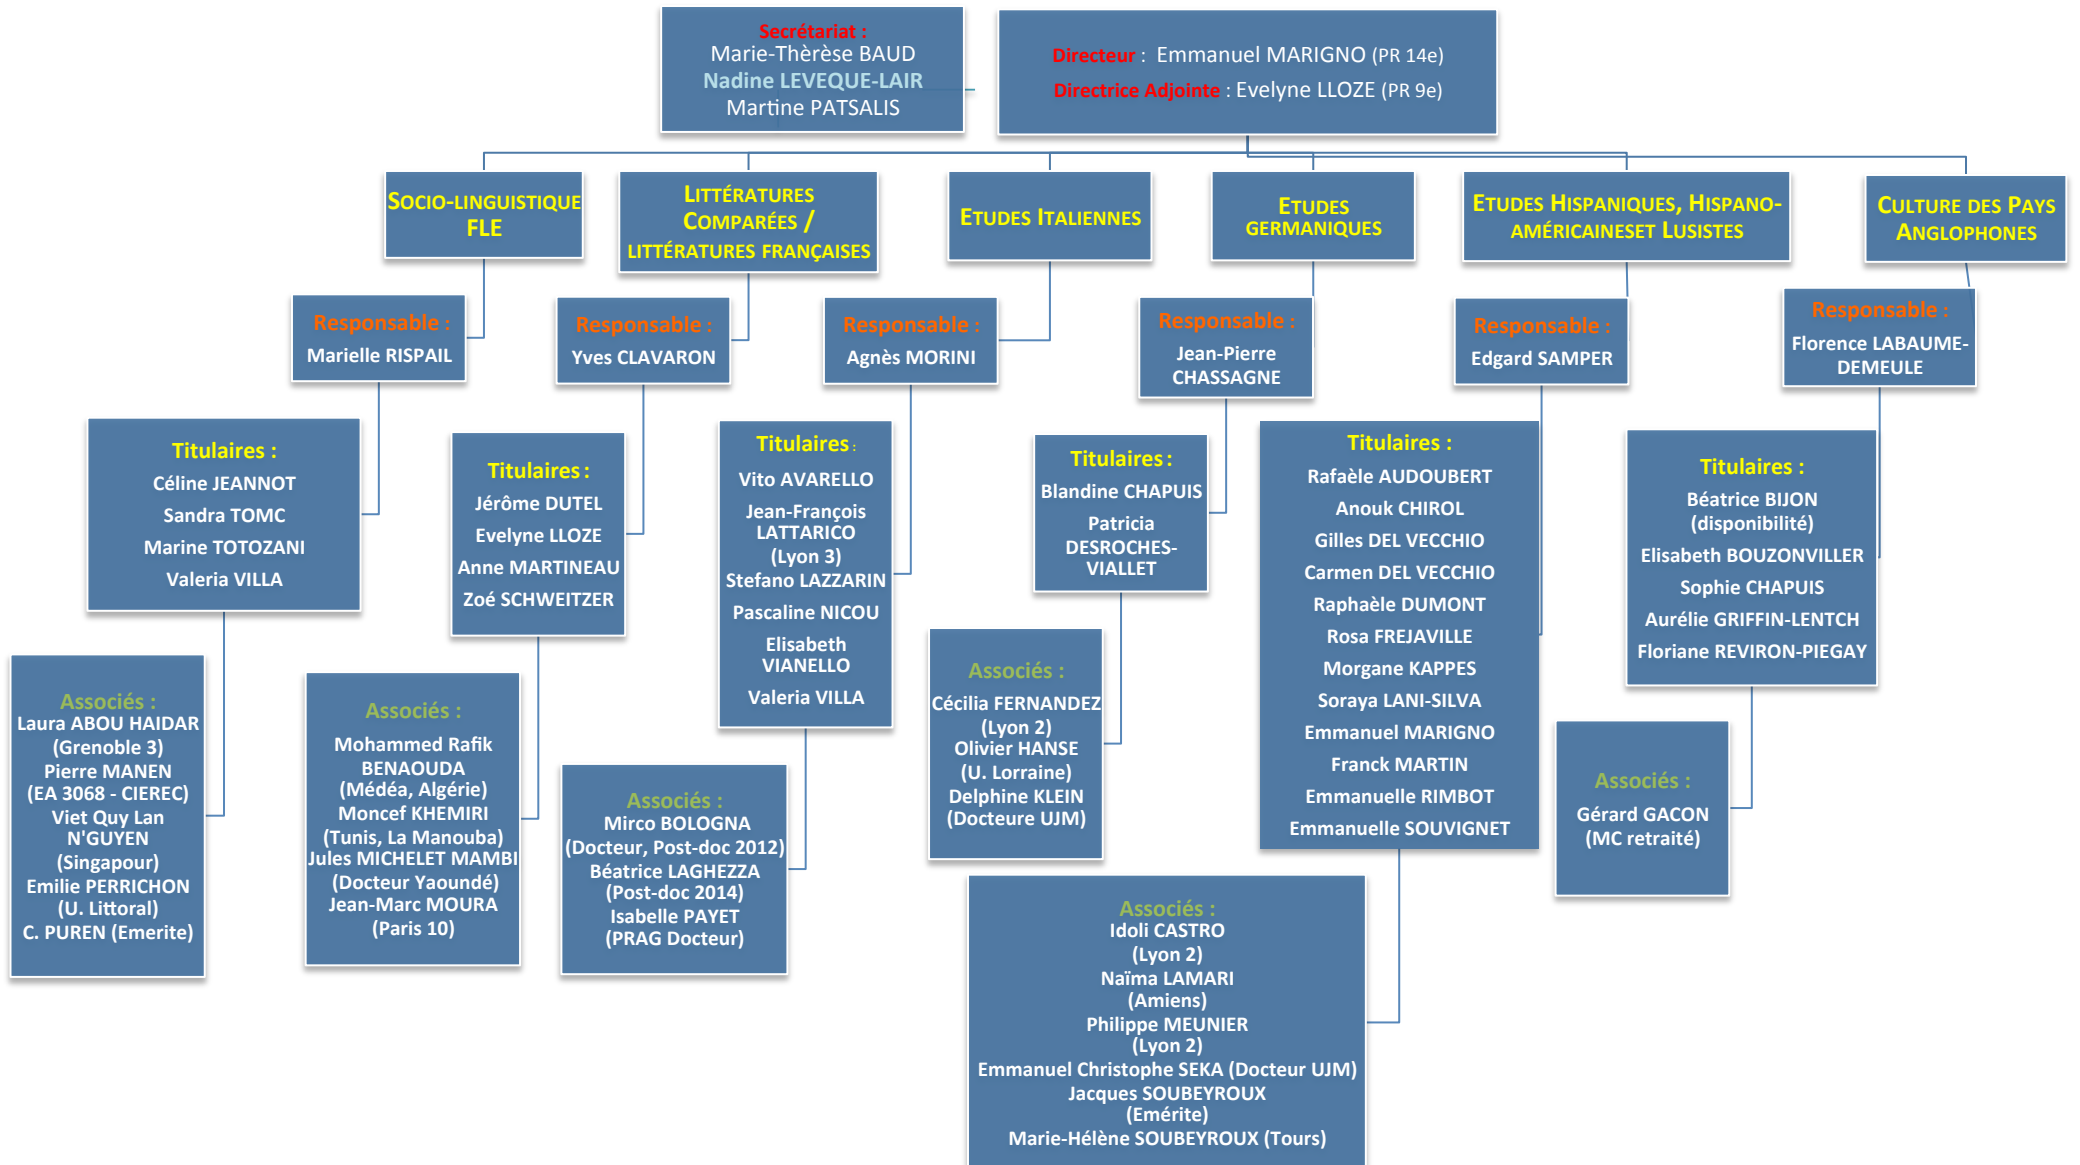 Secrétariat :
Marie-Thèrèse BAUD
Nadine LEVEQUE-LAIR
Martine PATSALIS
Directeur : Emmanuel MARIGNO (PR 14e)
Directrice Adjointe : Evelyne LLOZE (PR 9e)
SOCIO-LINGUISTIQUE
FLE
LITTÉRATURES
COMPARÉES /
LITTÉRATURES FRANÇAISES
ETUDES ITALIENNES
ETUDES
GERMANIQUES
ETUDES HISPANIQUES, HISPANO-
AMÉRICAINESET LUSISTES
CULTURE DES PAYS
ANGLOPHONES
Responsable :
Marielle RISPAIL
Responsable :
Yves CLAVARON
Responsable :
Agnès MORINI
Responsable :
Jean-Pierre
CHASSAGNE
Responsable :
Edgard SAMPER
Responsable :
Florence LABAUME-
DEMEULE
Titulaires :
Céline JEANNOT
Sandra TOMC
Marine TOTOZANI
Valeria VILLA
Titulaires :
Jérôme DUTEL
Evelyne LLOZE
Anne MARTINEAU
Zoé SCHWEITZER
Titulaires :
Vito AVARELLO
Jean-François
LATTARICO
(Lyon 3)
Stefano LAZZARIN
Pascaline NICOU
Elisabeth
VIANELLO
Valeria VILLA
Titulaires :
Blandine CHAPUIS
Patricia
DESROCHES-
VIALLET
Titulaires :
Rafaèle AUDOUBERT
Anouk CHIROL
Gilles DEL VECCHIO
Carmen DEL VECCHIO
Raphaèle DUMONT
Rosa FREJAVILLE
Morgane KAPPES
Soraya LANI-SILVA
Emmanuel MARIGNO
Franck MARTIN
Emmanuelle RIMBOT
Emmanuelle SOUVIGNET
Titulaires :
Béatrice BIJON
(disponibilité)
Elisabeth BOUZONVILLER
Sophie CHAPUIS
Aurélie GRIFFIN-LENTCH
Floriane REVIRON-PIEGAY
Associés :
Laura ABOU HAIDAR
(Grenoble 3)
Pierre MANEN
(EA 3068 - CIEREC)
Viet Quy Lan
N'GUYEN
(Singapour)
Emilie PERRICHON
(U. Littoral)
C. PUREN (Emerite)
Associés :
Mohammed Rafik
BENAOUDA
(Médéa, Algérie)
Moncef KHEMIRI
(Tunis, La Manouba)
Jules MICHELET MAMBI
(Docteur Yaoundé)
Jean-Marc MOURA
(Paris 10)
Associés :
Mirco BOLOGNA
(Docteur, Post-doc 2012)
Béatrice LAGHEZZA
(Post-doc 2014)
Isabelle PAYET
(PRAG Docteur)
Associés :
Cécilia FERNANDEZ
(Lyon 2)
Olivier HANSE
(U. Lorraine)
Delphine KLEIN
(Docteure UJM)
Associés :
Idoli CASTRO
(Lyon 2)
Naïma LAMARI
(Amiens)
Philippe MEUNIER
(Lyon 2)
Emmanuel Christophe SEKA (Docteur UJM)
Jacques SOUBEYROUX
(Emérite)
Marie-Hélène SOUBEYROUX (Tours)
Associés :
Gérard GACON
(MC retraité)